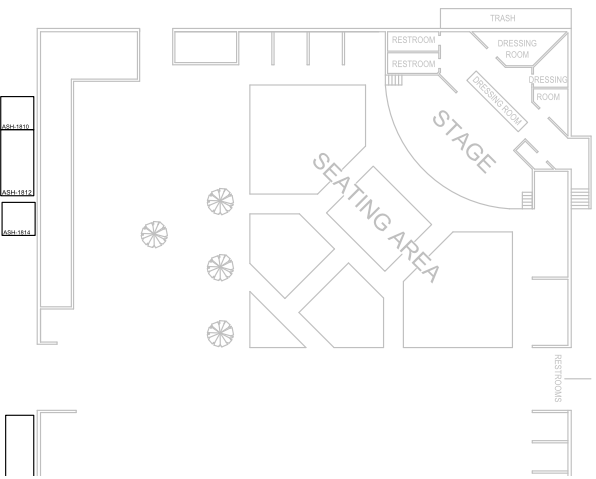 TRASH
RESTROOM
RESTROOM
DRESSING
ROOM
DRESSING
ROOM
DRESSING ROOM
STAGE
SEATING AREA
ASH-1810
ASH-1812
ASH-1814
RESTROOMS